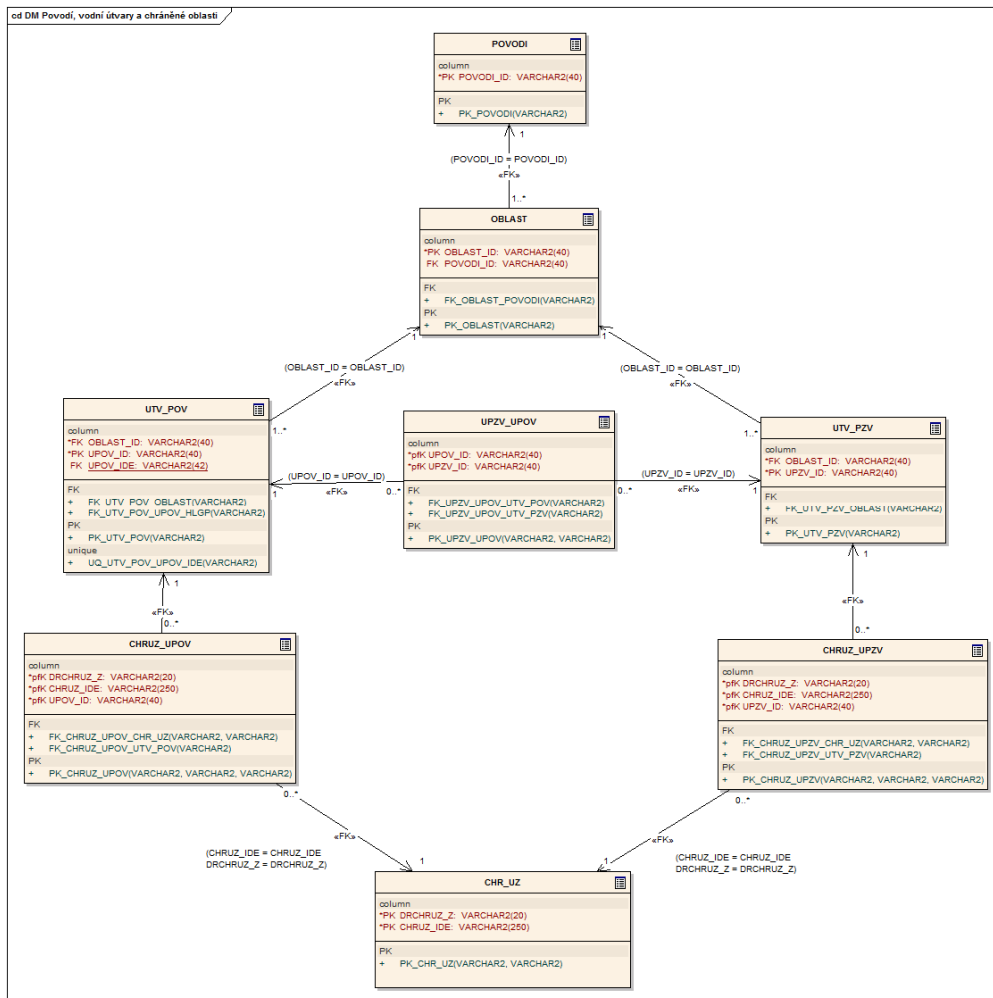 cd DM Povodí, vodní útvary a chráněné oblasti
POVODI
column
*PK POVODI_ID: VARCHAR2(40)
PK
+ PK_POVODI(VARCHAR2)
1
(POVODI_ID = POVODI_ID)
«FK»
1..*
OBLAST
column
*PK OBLAST_ID: VARCHAR2(40)
FK POVODI_ID: VARCHAR2(40)
FK
+ FK_OBLAST_POVODI(VARCHAR2)
PK
+ PK_OBLAST(VARCHAR2)
1
1
(OBLAST_ID = OBLAST_ID)
«FK»
1..*
(OBLAST_ID = OBLAST_ID)
«FK»
1..*
UTV_POV
column
*FK OBLAST_ID: VARCHAR2(40)
*PK UPOV_ID: VARCHAR2(40)
FK UPOV_IDE: VARCHAR2(42)
FK
+ FK_UTV_POV_OBLAST(VARCHAR2)
+ FK_UTV_POV_UPOV_HLGP(VARCHAR2)
PK
+ PK_UTV_POV(VARCHAR2)
unique
+ UQ_UTV_POV_UPOV_IDE(VARCHAR2)
(UPOV_ID = UPOV_ID)
1
«FK»
0..*
UPZV_UPOV
column
*pfK UPOV_ID: VARCHAR2(40)
*pfK UPZV_ID: VARCHAR2(40)
FK
+ FK_UPZV_UPOV_UTV_POV(VARCHAR2)
+ FK_UPZV_UPOV_UTV_PZV(VARCHAR2)
PK
+ PK_UPZV_UPOV(VARCHAR2, VARCHAR2)
(UPZV_ID = UPZV_ID)
0..*
«FK»
1
UTV_PZV
column
*FK OBLAST_ID: VARCHAR2(40)
*PK UPZV_ID: VARCHAR2(40)
FK
+ FK_UTV_PZV_OBLAST(VARCHAR2)
PK
+ PK_UTV_PZV(VARCHAR2)
1
«FK»
0..*
1
«FK»
0..*
CHRUZ_UPOV
column
*pfK DRCHRUZ_Z: VARCHAR2(20)
*pfK CHRUZ_IDE: VARCHAR2(250)
*pfK UPOV_ID: VARCHAR2(40)
FK
+ FK_CHRUZ_UPOV_CHR_UZ(VARCHAR2, VARCHAR2)
+ FK_CHRUZ_UPOV_UTV_POV(VARCHAR2)
PK
+ PK_CHRUZ_UPOV(VARCHAR2, VARCHAR2, VARCHAR2)
CHRUZ_UPZV
column
*pfK DRCHRUZ_Z: VARCHAR2(20)
*pfK CHRUZ_IDE: VARCHAR2(250)
*pfK UPZV_ID: VARCHAR2(40)
FK
+ FK_CHRUZ_UPZV_CHR_UZ(VARCHAR2, VARCHAR2)
+ FK_CHRUZ_UPZV_UTV_PZV(VARCHAR2)
PK
+ PK_CHRUZ_UPZV(VARCHAR2, VARCHAR2, VARCHAR2)
0..*
«FK»
(CHRUZ_IDE = CHRUZ_IDE
DRCHRUZ_Z = DRCHRUZ_Z)
1
0..*
«FK»
1
(CHRUZ_IDE = CHRUZ_IDE
DRCHRUZ_Z = DRCHRUZ_Z)
CHR_UZ
column
*PK DRCHRUZ_Z: VARCHAR2(20)
*PK CHRUZ_IDE: VARCHAR2(250)
PK
+ PK_CHR_UZ(VARCHAR2, VARCHAR2)